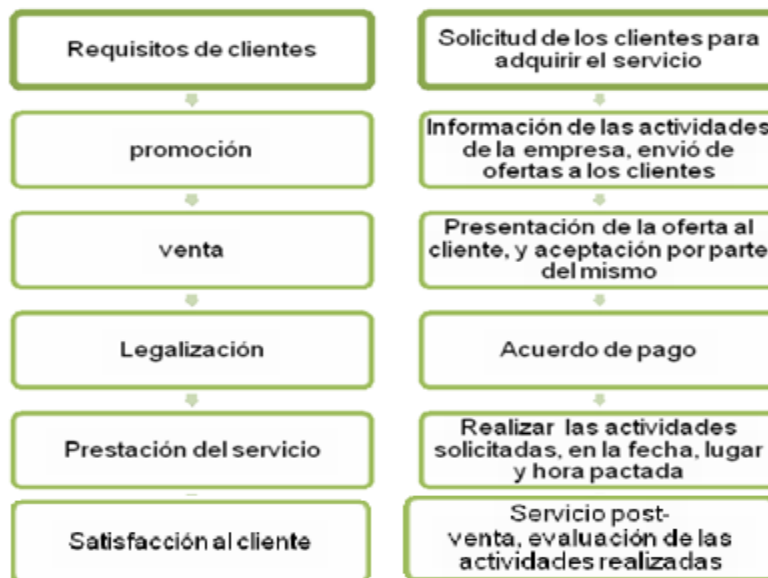 Requisitos de clientes
promoción
venta
Legalización
Prestación del servicio
Satisfacción al cliente
Solicitud de los clientes para
adquirir el servicio
Información de las actividades
de la empresa, envió de
ofertas a los clientes
Presentación de la oferta al
cliente, y aceptación por parte
del mismo
Acuerdo de pago
Realizar las actividades
solicitadas, en la fecha, lugar
y hora pactada
Servicio post-
venta, evaluación de las
actividades realizadas